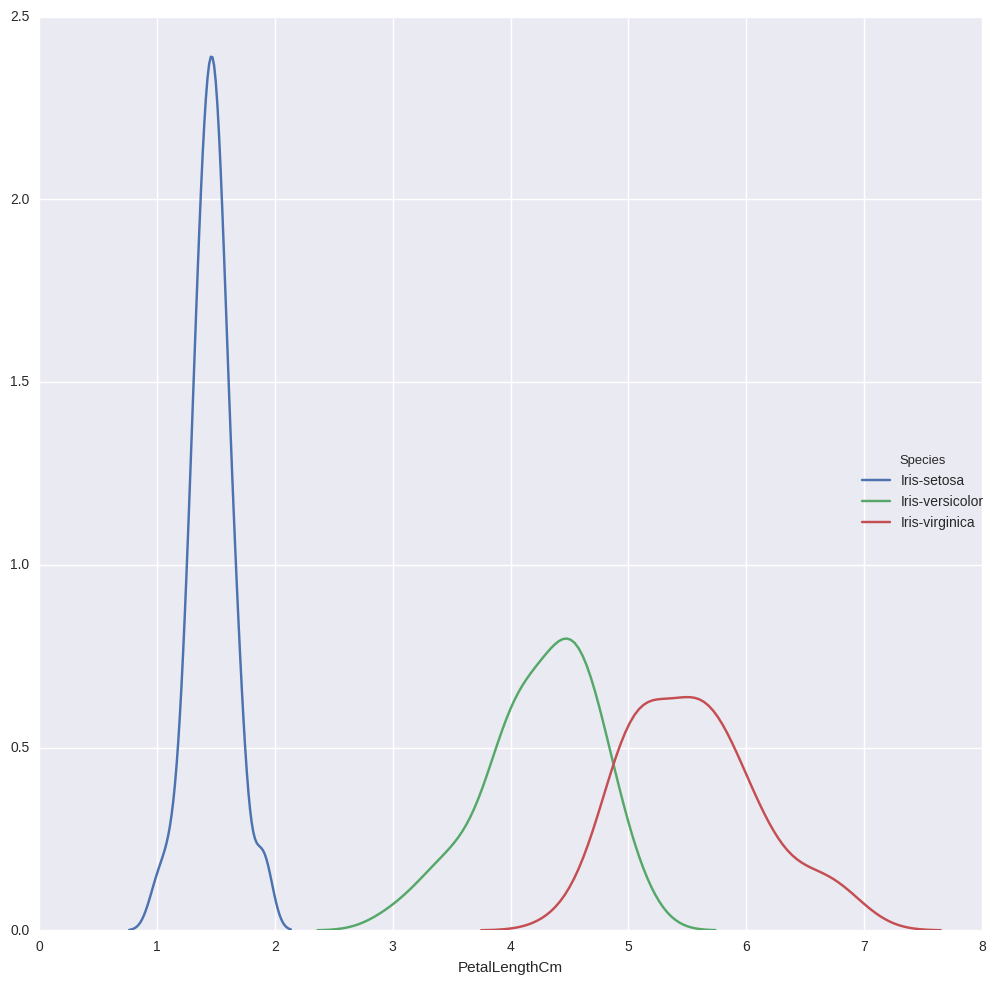 2.5
2.0
1.5
1.0
0.5
0.0
0 1 2 3 4 5 6 7 8
PetalLengthCm
Species
Iris-setosa
Iris-versicolor
Iris-virginica